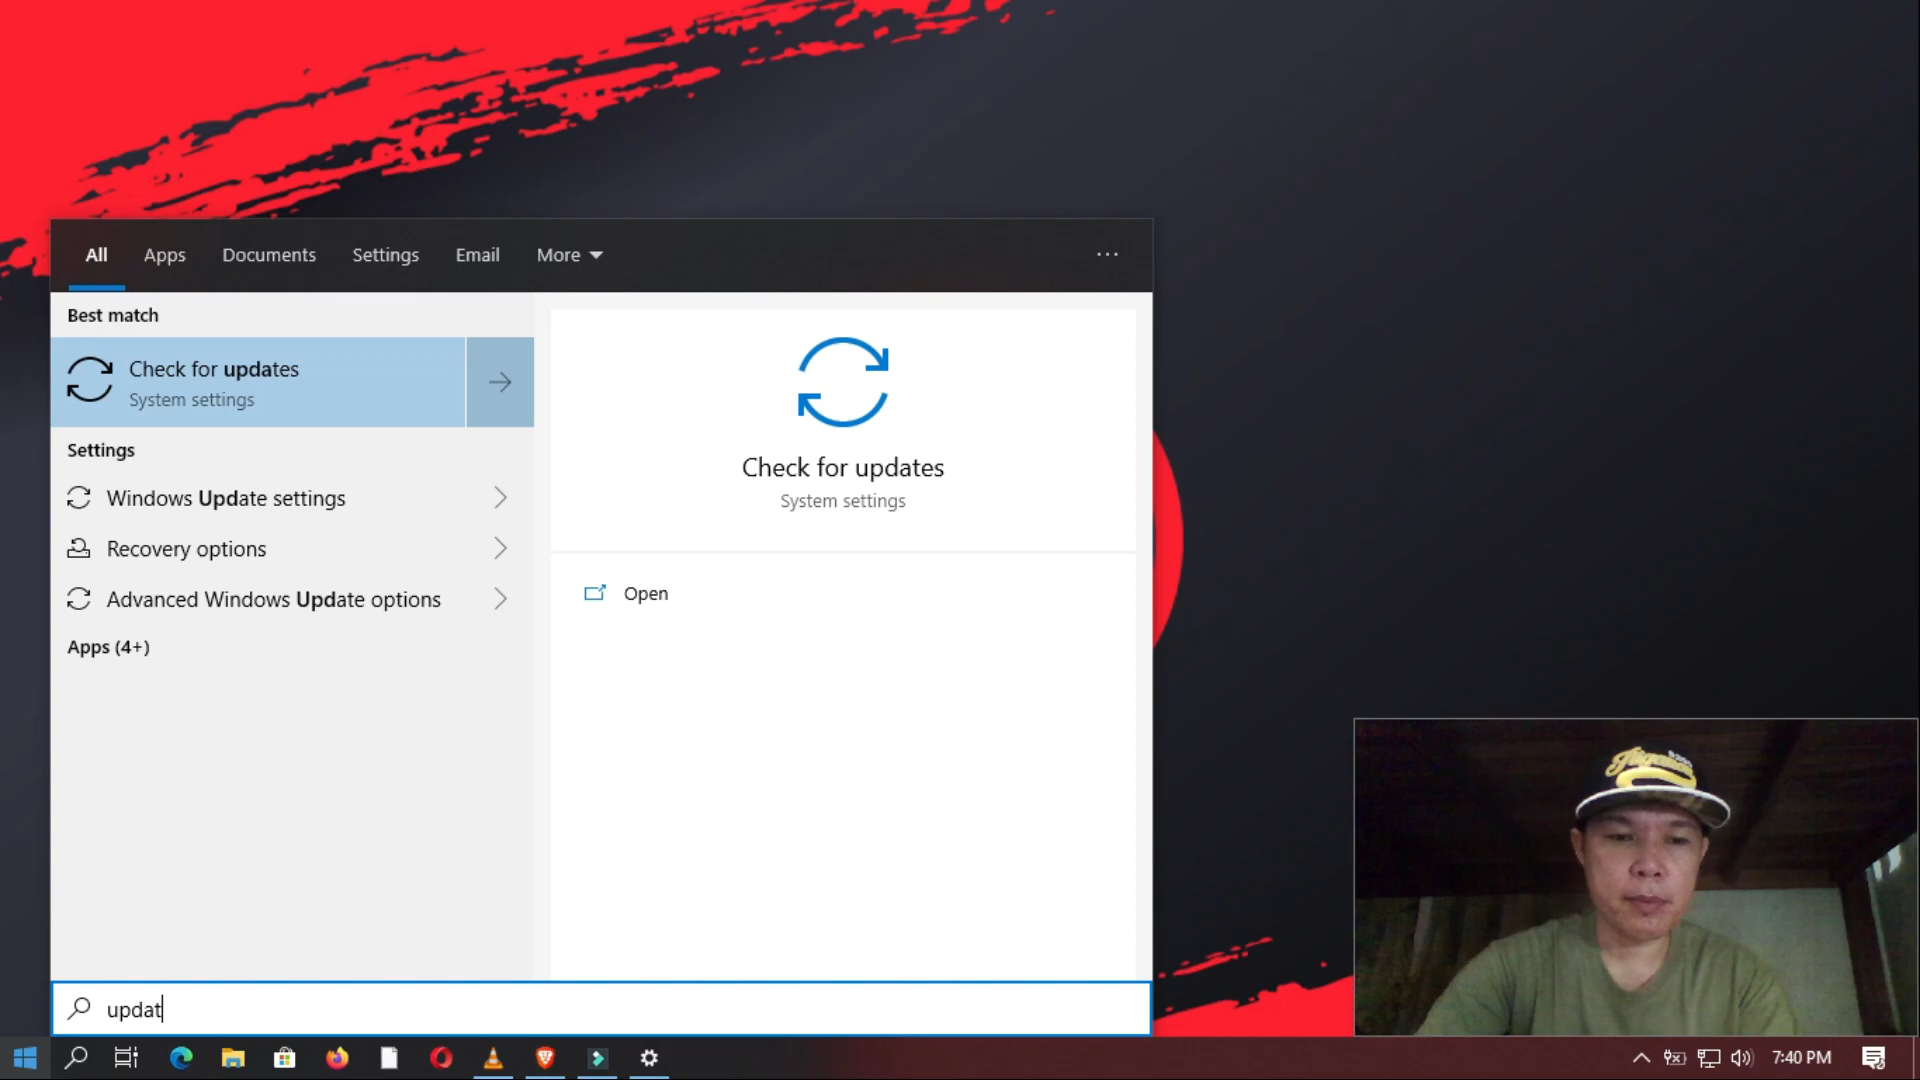 All Apps Documents Settings Email More ...
Best match
Check for updates
System settings
Settings
Windows Update settings
Recovery options
Advanced Windows Update options
Apps (4+)
Check for updates
System settings
Open
updat
7:40 PM